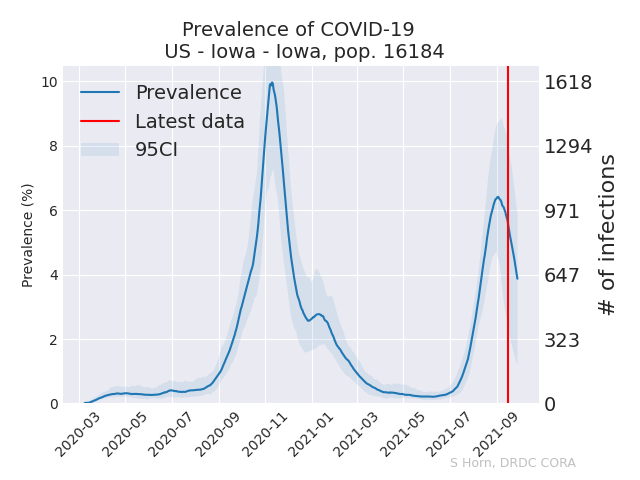 Prevalence of COVID-19
US - Iowa - Iowa, pop. 16184
Prevalence
Latest data
95CI
Prevalence (%)
10
8
6
4
2
0
1618
1294
971
647
323
0
# of infections
2020-03
2020-05
2020-07
2020-09
2020-11
2021-01
2021-03
2021-05
2021-07
2021-09
S Horn, DRDC CORA